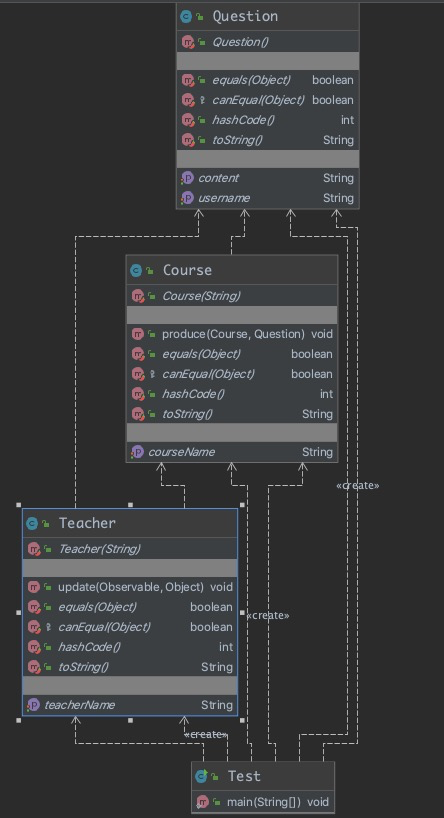 Question
Question()
equals(Object) boolean
canEqual(Object) boolean
hashCode() int
toString() String
content String
username String
Course
Course(String)
produce(Course, Question) void
equals(Object) boolean
canEqual(Object) boolean
hashCode() int
toString() String
courseName String
«create»
Teacher
Teacher(String)
update(Observable, Object) void
equals(Object) boolean
canEqual(Object) boolean
«create»
hashCode() int
toString() String
teacherName String
«create»
Test
main(String[]) void